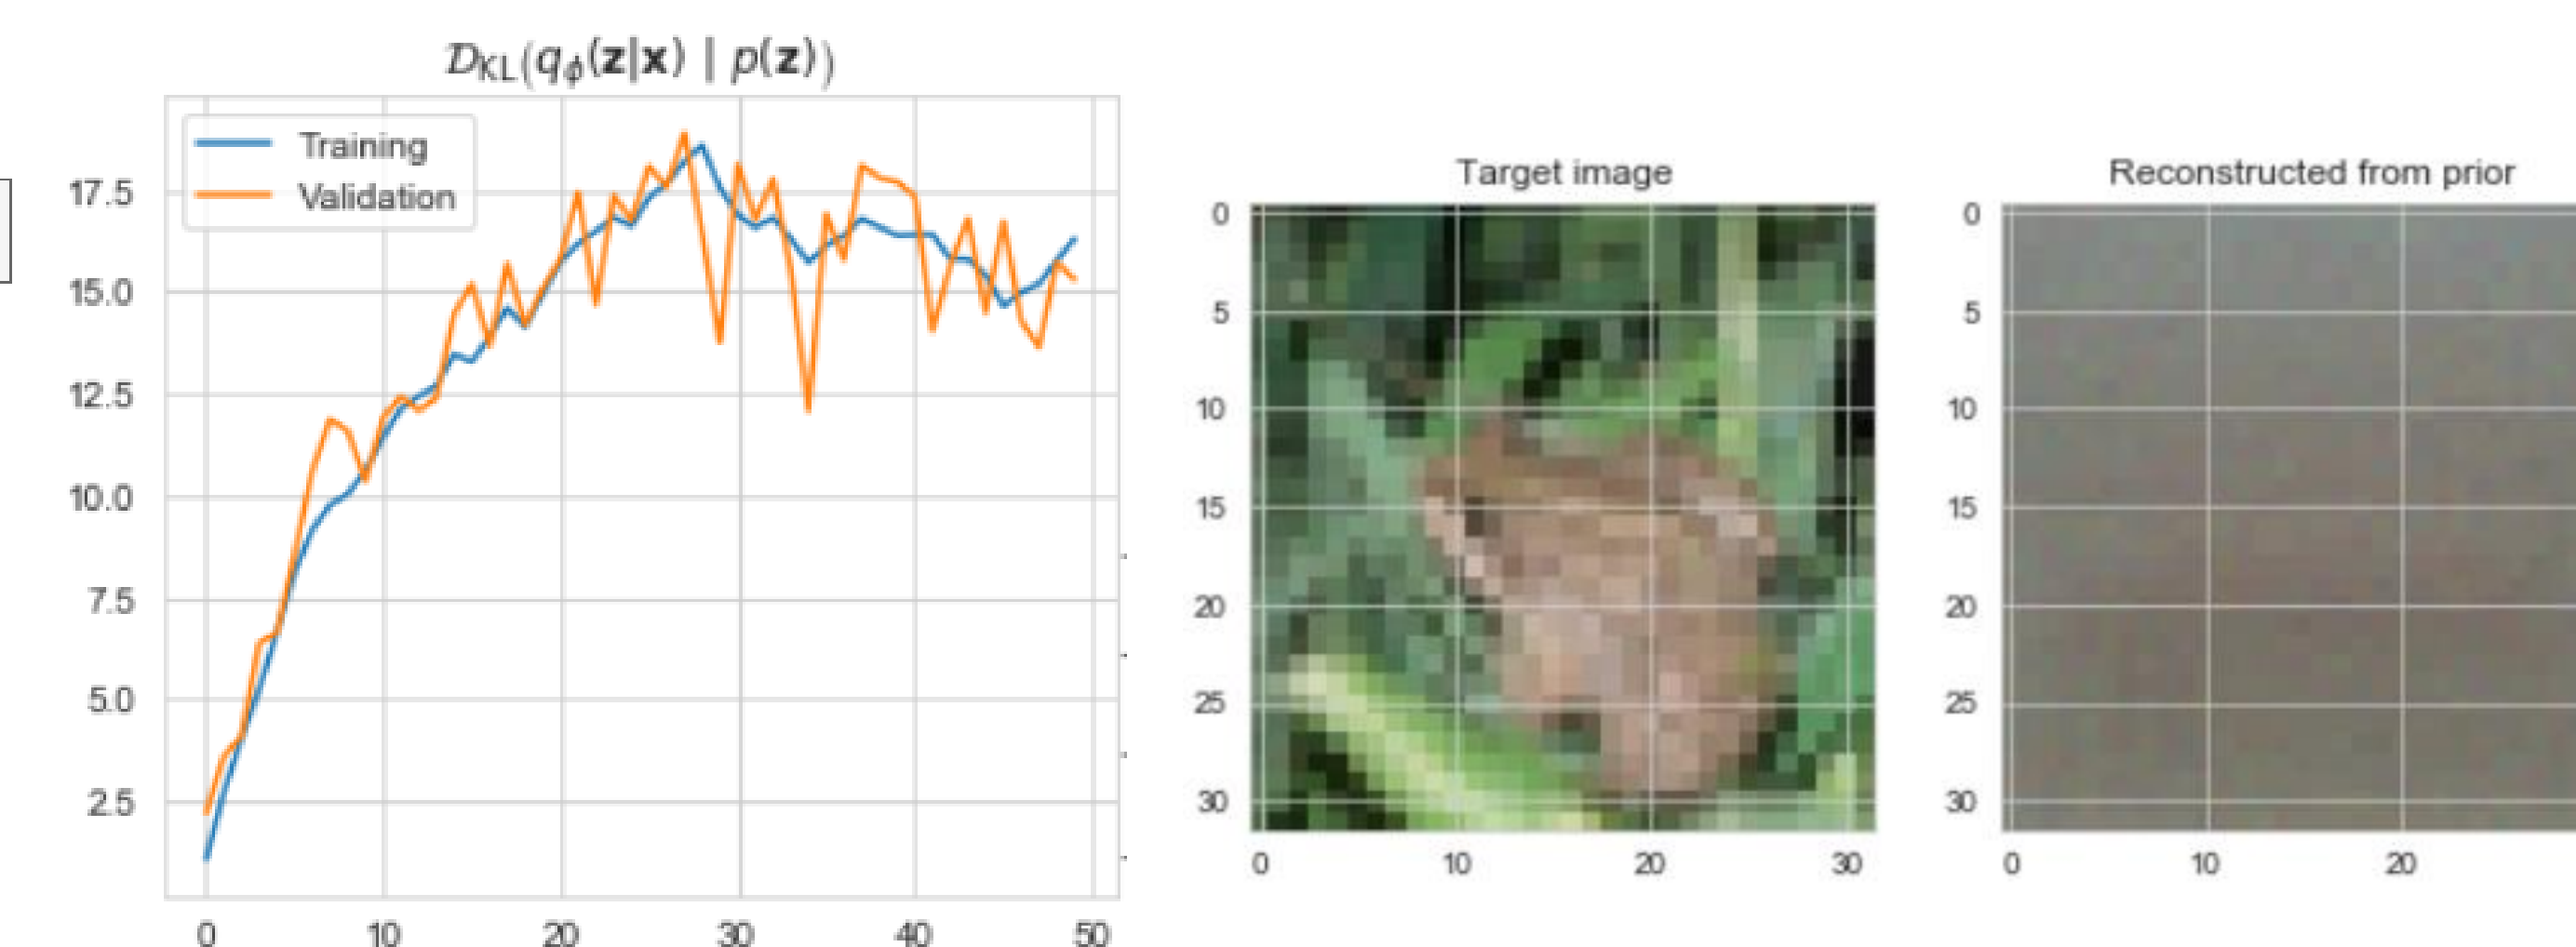 𝒟KL(qϕ(z|x) | p(z))
Training
Validation
17.5
15.0
12.5
10.0
7.5
5.0
2.5
0 10 20 30 40 50
Target image
0
5
10
15
20
25
30
0 10 20 30
Reconstructed from prior
0
5
10
15
20
25
30
0 10 20